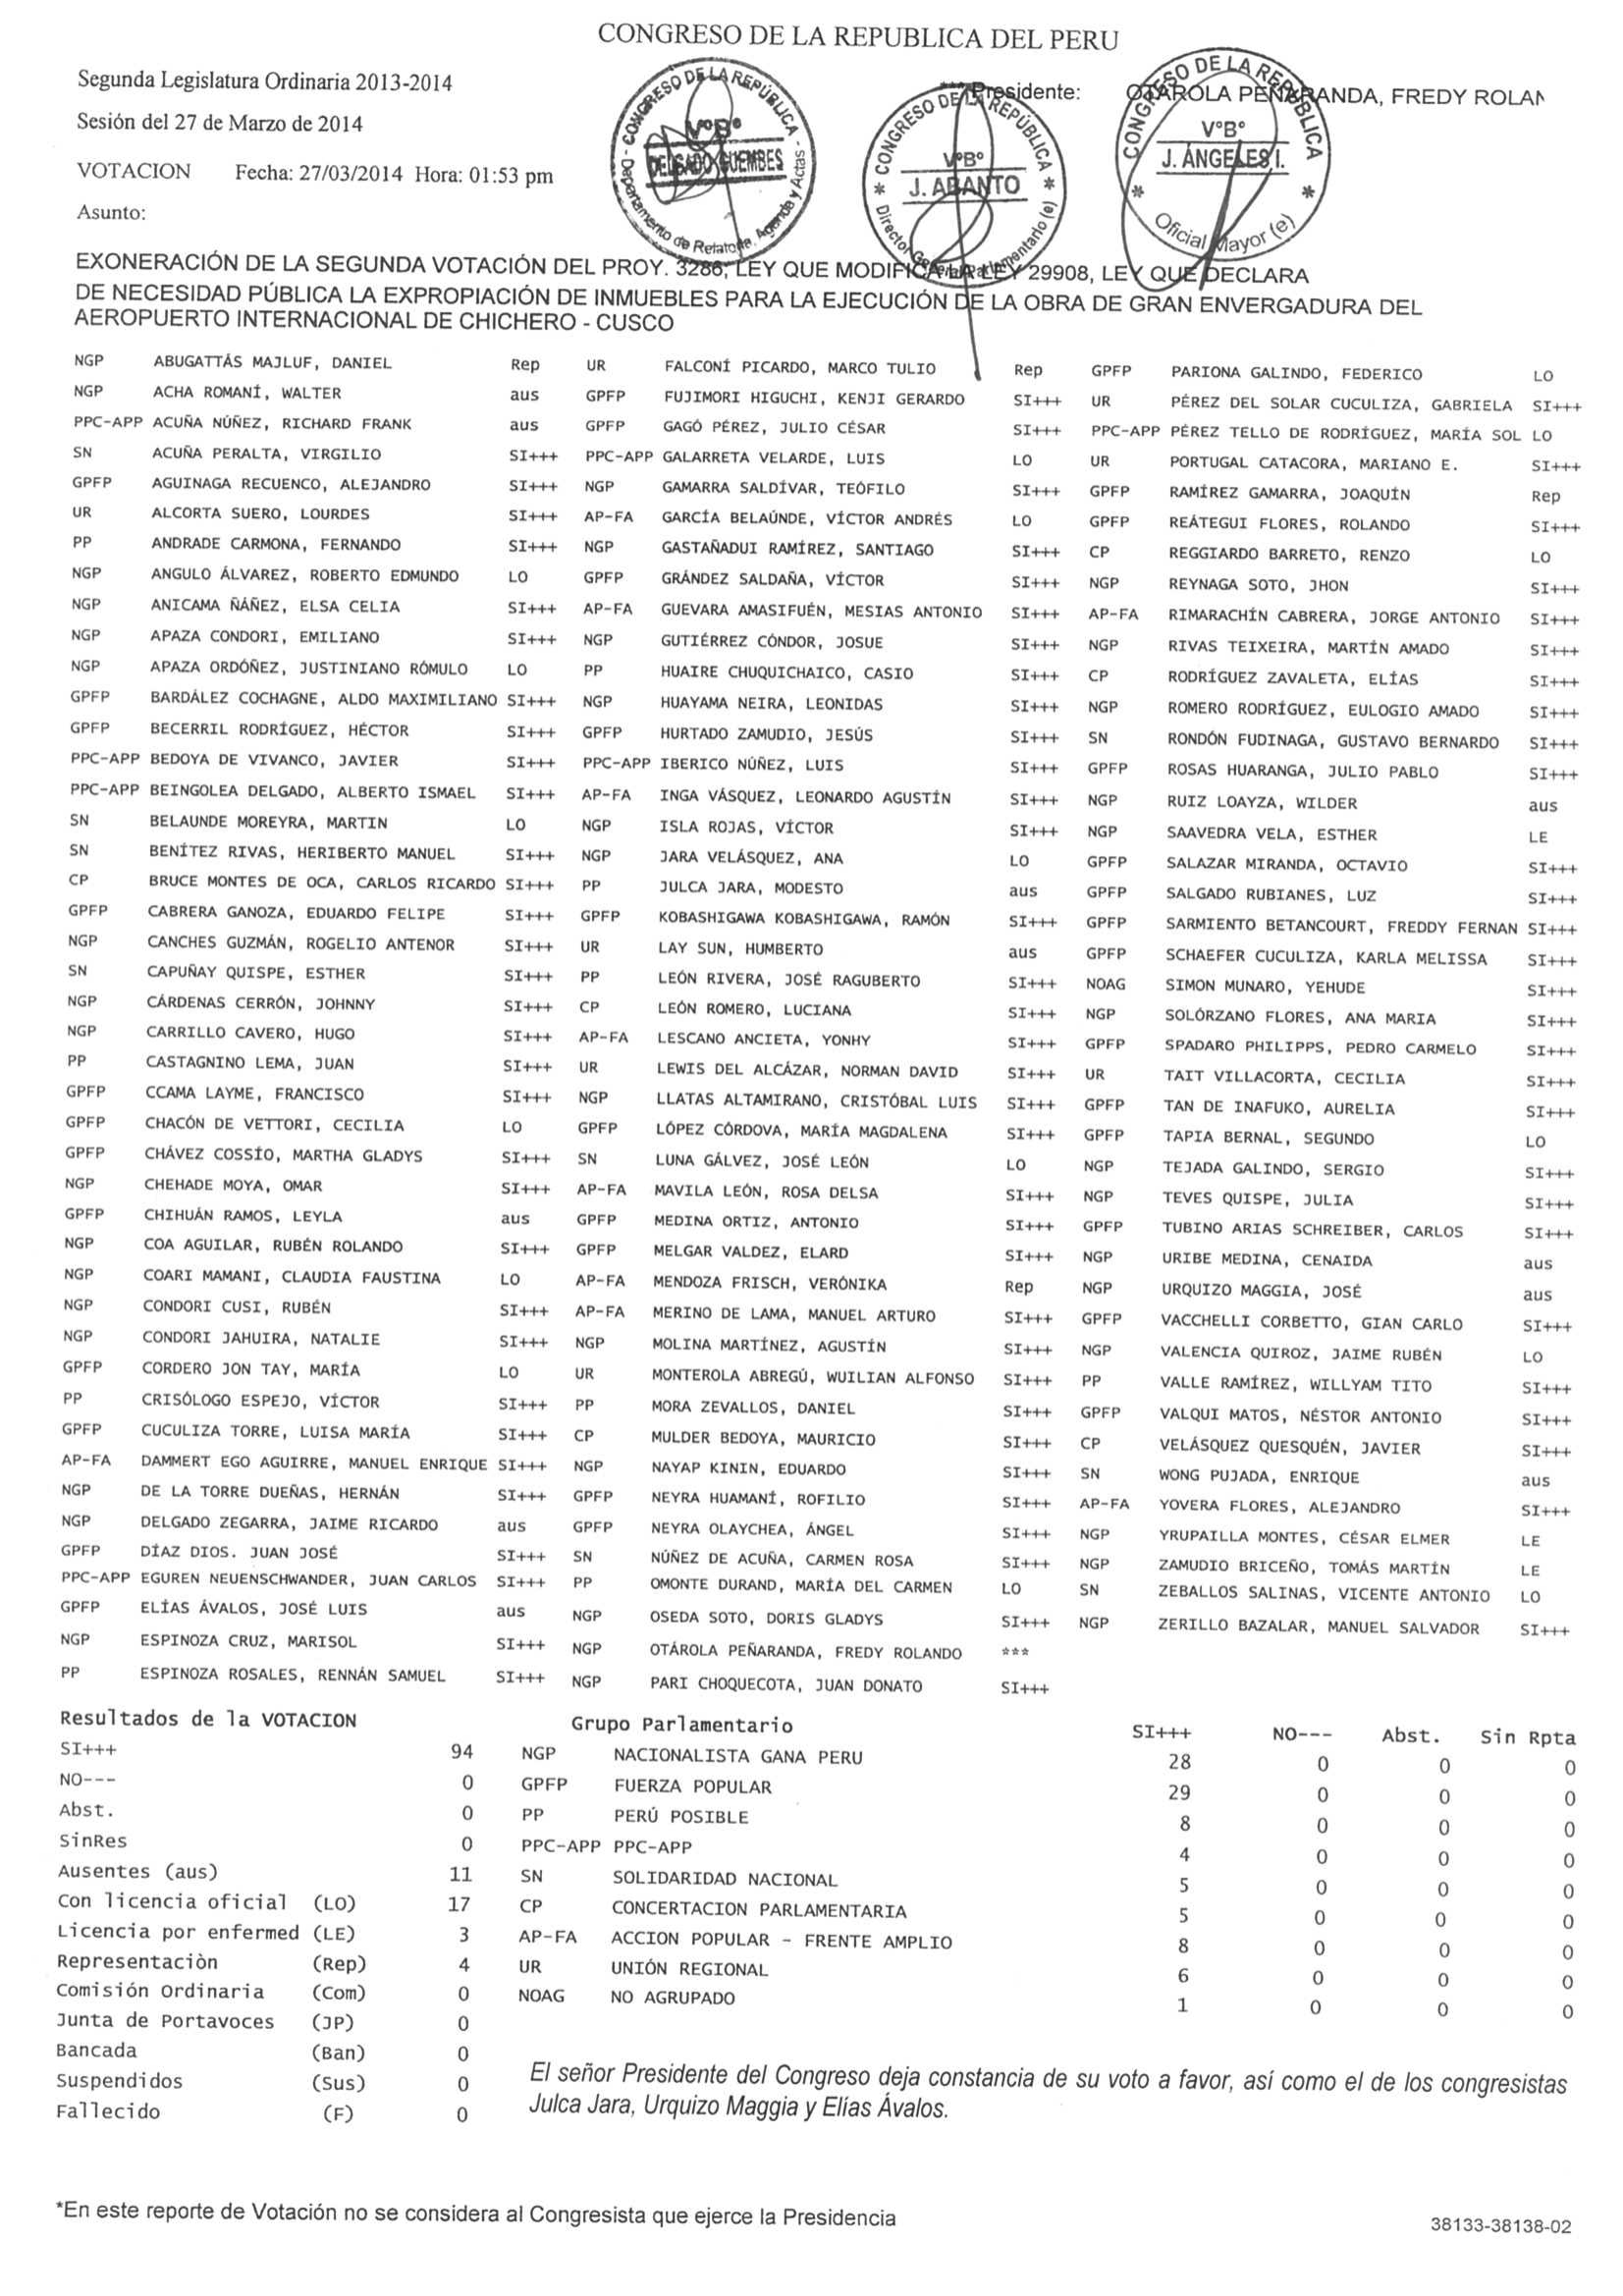 CONGRESO DE LA REPUBLICA DEL PERU
Segunda Legislatura Ordinaria 2013-2014
***Presidente: OTÁROLA PEÑARANDA, FREDY ROLAN
Sesión del 27 de Marzo de 2014
VOTACION Fecha: 27/03/2014 Hora: 01:53 pm
Asunto:
CONGRESO DE LA REPÚBLICA
V°B°
DELGADO GUEMBES
Departamento de Relatoría, Agenda y Actas
CONGRESO DE LA REPÚBLICA
V°B°
J. ABANTO
Director General Parlamentario (e)
CONGRESO DE LA REPÚBLICA
V°B°
J. ÁNGELES I.
Oficial Mayor (e)
EXONERACIÓN DE LA SEGUNDA VOTACIÓN DEL PROY. 3286, LEY QUE MODIFICA LA LEY 29908, LEY QUE DECLARA
DE NECESIDAD PÚBLICA LA EXPROPIACIÓN DE INMUEBLES PARA LA EJECUCIÓN DE LA OBRA DE GRAN ENVERGADURA DEL
AEROPUERTO INTERNACIONAL DE CHICHERO - CUSCO
NGP ABUGATTÁS MAJLUF, DANIEL Rep UR FALCONÍ PICARDO, MARCO TULIO Rep GPFP PARIONA GALINDO, FEDERICO LO
NGP ACHA ROMANÍ, WALTER aus GPFP FUJIMORI HIGUCHI, KENJI GERARDO SI+++ UR PÉREZ DEL SOLAR CUCULIZA, GABRIELA SI+++
PPC-APP ACUÑA NÚÑEZ, RICHARD FRANK aus GPFP GAGÓ PÉREZ, JULIO CÉSAR SI+++ PPC-APP PÉREZ TELLO DE RODRÍGUEZ, MARÍA SOL LO
SN ACUÑA PERALTA, VIRGILIO SI+++ PPC-APP GALARRETA VELARDE, LUIS LO UR PORTUGAL CATACORA, MARIANO E. SI+++
GPFP AGUINAGA RECUENCO, ALEJANDRO SI+++ NGP GAMARRA SALDÍVAR, TEÓFILO SI+++ GPFP RAMÍREZ GAMARRA, JOAQUÍN Rep
UR ALCORTA SUERO, LOURDES SI+++ AP-FA GARCÍA BELAÚNDE, VÍCTOR ANDRÉS LO GPFP REÁTEGUI FLORES, ROLANDO SI+++
PP ANDRADE CARMONA, FERNANDO SI+++ NGP GASTAÑADUI RAMÍREZ, SANTIAGO SI+++ CP REGGIARDO BARRETO, RENZO LO
NGP ANGULO ÁLVAREZ, ROBERTO EDMUNDO LO GPFP GRÁNDEZ SALDAÑA, VÍCTOR SI+++ NGP REYNAGA SOTO, JHON SI+++
NGP ANICAMA ÑÁÑEZ, ELSA CELIA SI+++ AP-FA GUEVARA AMASIFUÉN, MESIAS ANTONIO SI+++ AP-FA RIMARACHÍN CABRERA, JORGE ANTONIO SI+++
NGP APAZA CONDORI, EMILIANO SI+++ NGP GUTIÉRREZ CÓNDOR, JOSUE SI+++ NGP RIVAS TEIXEIRA, MARTÍN AMADO SI+++
NGP APAZA ORDÓÑEZ, JUSTINIANO RÓMULO LO PP HUAIRE CHUQUICHAICO, CASIO SI+++ CP RODRÍGUEZ ZAVALETA, ELÍAS SI+++
GPFP BARDÁLEZ COCHAGNE, ALDO MAXIMILIANO SI+++ NGP HUAYAMA NEIRA, LEONIDAS SI+++ NGP ROMERO RODRÍGUEZ, EULOGIO AMADO SI+++
GPFP BECERRIL RODRÍGUEZ, HÉCTOR SI+++ GPFP HURTADO ZAMUDIO, JESÚS SI+++ SN RONDÓN FUDINAGA, GUSTAVO BERNARDO SI+++
PPC-APP BEDOYA DE VIVANCO, JAVIER SI+++ PPC-APP IBERICO NÚÑEZ, LUIS SI+++ GPFP ROSAS HUARANGA, JULIO PABLO SI+++
PPC-APP BEINGOLEA DELGADO, ALBERTO ISMAEL SI+++ AP-FA INGA VÁSQUEZ, LEONARDO AGUSTÍN SI+++ NGP RUIZ LOAYZA, WILDER aus
SN BELAUNDE MOREYRA, MARTIN LO NGP ISLA ROJAS, VÍCTOR SI+++ NGP SAAVEDRA VELA, ESTHER LE
SN BENÍTEZ RIVAS, HERIBERTO MANUEL SI+++ NGP JARA VELÁSQUEZ, ANA LO GPFP SALAZAR MIRANDA, OCTAVIO SI+++
CP BRUCE MONTES DE OCA, CARLOS RICARDO SI+++ PP JULCA JARA, MODESTO aus GPFP SALGADO RUBIANES, LUZ SI+++
GPFP CABRERA GANOZA, EDUARDO FELIPE SI+++ GPFP KOBASHIGAWA KOBASHIGAWA, RAMÓN SI+++ GPFP SARMIENTO BETANCOURT, FREDDY FERNAN SI+++
NGP CANCHES GUZMÁN, ROGELIO ANTENOR SI+++ UR LAY SUN, HUMBERTO aus GPFP SCHAEFER CUCULIZA, KARLA MELISSA SI+++
SN CAPUÑAY QUISPE, ESTHER SI+++ PP LEÓN RIVERA, JOSÉ RAGUBERTO SI+++ NOAG SIMON MUNARO, YEHUDE SI+++
NGP CÁRDENAS CERRÓN, JOHNNY SI+++ CP LEÓN ROMERO, LUCIANA SI+++ NGP SOLÓRZANO FLORES, ANA MARIA SI+++
NGP CARRILLO CAVERO, HUGO SI+++ AP-FA LESCANO ANCIETA, YONHY SI+++ GPFP SPADARO PHILIPPS, PEDRO CARMELO SI+++
PP CASTAGNINO LEMA, JUAN SI+++ UR LEWIS DEL ALCÁZAR, NORMAN DAVID SI+++ UR TAIT VILLACORTA, CECILIA SI+++
GPFP CCAMA LAYME, FRANCISCO SI+++ NGP LLATAS ALTAMIRANO, CRISTÓBAL LUIS SI+++ GPFP TAN DE INAFUKO, AURELIA SI+++
GPFP CHACÓN DE VETTORI, CECILIA LO GPFP LÓPEZ CÓRDOVA, MARÍA MAGDALENA SI+++ GPFP TAPIA BERNAL, SEGUNDO LO
GPFP CHÁVEZ COSSÍO, MARTHA GLADYS SI+++ SN LUNA GÁLVEZ, JOSÉ LEÓN LO NGP TEJADA GALINDO, SERGIO SI+++
NGP CHEHADE MOYA, OMAR SI+++ AP-FA MAVILA LEÓN, ROSA DELSA SI+++ NGP TEVES QUISPE, JULIA SI+++
GPFP CHIHUÁN RAMOS, LEYLA aus GPFP MEDINA ORTIZ, ANTONIO SI+++ GPFP TUBINO ARIAS SCHREIBER, CARLOS SI+++
NGP COA AGUILAR, RUBÉN ROLANDO SI+++ GPFP MELGAR VALDEZ, ELARD SI+++ NGP URIBE MEDINA, CENAIDA aus
NGP COARI MAMANI, CLAUDIA FAUSTINA LO AP-FA MENDOZA FRISCH, VERÓNIKA Rep NGP URQUIZO MAGGIA, JOSÉ aus
NGP CONDORI CUSI, RUBÉN SI+++ AP-FA MERINO DE LAMA, MANUEL ARTURO SI+++ GPFP VACCHELLI CORBETTO, GIAN CARLO SI+++
NGP CONDORI JAHUIRA, NATALIE SI+++ NGP MOLINA MARTÍNEZ, AGUSTÍN SI+++ NGP VALENCIA QUIROZ, JAIME RUBÉN LO
GPFP CORDERO JON TAY, MARÍA LO UR MONTEROLA ABREGÚ, WUILIAN ALFONSO SI+++ PP VALLE RAMÍREZ, WILLYAM TITO SI+++
PP CRISÓLOGO ESPEJO, VÍCTOR SI+++ PP MORA ZEVALLOS, DANIEL SI+++ GPFP VALQUI MATOS, NÉSTOR ANTONIO SI+++
GPFP CUCULIZA TORRE, LUISA MARÍA SI+++ CP MULDER BEDOYA, MAURICIO SI+++ CP VELÁSQUEZ QUESQUÉN, JAVIER SI+++
AP-FA DAMMERT EGO AGUIRRE, MANUEL ENRIQUE SI+++ NGP NAYAP KININ, EDUARDO SI+++ SN WONG PUJADA, ENRIQUE aus
NGP DE LA TORRE DUEÑAS, HERNÁN SI+++ GPFP NEYRA HUAMANÍ, ROFILIO SI+++ AP-FA YOVERA FLORES, ALEJANDRO SI+++
NGP DELGADO ZEGARRA, JAIME RICARDO aus GPFP NEYRA OLAYCHEA, ÁNGEL SI+++ NGP YRUPAILLA MONTES, CÉSAR ELMER LE
GPFP DÍAZ DIOS. JUAN JOSÉ SI+++ SN NÚÑEZ DE ACUÑA, CARMEN ROSA SI+++ NGP ZAMUDIO BRICEÑO, TOMÁS MARTÍN LE
PPC-APP EGUREN NEUENSCHWANDER, JUAN CARLOS SI+++ PP OMONTE DURAND, MARÍA DEL CARMEN LO SN ZEBALLOS SALINAS, VICENTE ANTONIO LO
GPFP ELÍAS ÁVALOS, JOSÉ LUIS aus NGP OSEDA SOTO, DORIS GLADYS SI+++ NGP ZERILLO BAZALAR, MANUEL SALVADOR SI+++
NGP ESPINOZA CRUZ, MARISOL SI+++ NGP OTÁROLA PEÑARANDA, FREDY ROLANDO ***
PP ESPINOZA ROSALES, RENNÁN SAMUEL SI+++ NGP PARI CHOQUECOTA, JUAN DONATO SI+++
Resultados de la VOTACION Grupo Parlamentario SI+++ NO--- Abst. Sin Rpta
SI+++ 94 NGP NACIONALISTA GANA PERU 28 0 0 0
NO--- 0 GPFP FUERZA POPULAR 29 0 0 0
Abst. 0 PP PERÚ POSIBLE 8 0 0 0
SinRes 0 PPC-APP PPC-APP 4 0 0 0
Ausentes (aus) 11 SN SOLIDARIDAD NACIONAL 5 0 0 0
Con licencia oficial (LO) 17 CP CONCERTACION PARLAMENTARIA 5 0 0 0
Licencia por enfermed (LE) 3 AP-FA ACCION POPULAR - FRENTE AMPLIO 8 0 0 0
Representaciòn (Rep) 4 UR UNIÓN REGIONAL 6 0 0 0
Comisión Ordinaria (Com) 0 NOAG NO AGRUPADO 1 0 0 0
Junta de Portavoces (JP) 0
Bancada (Ban) 0
Suspendidos (Sus) 0
Fallecido (F) 0
El señor Presidente del Congreso deja constancia de su voto a favor, así como el de los congresistas
Julca Jara, Urquizo Maggia y Elías Ávalos.
*En este reporte de Votación no se considera al Congresista que ejerce la Presidencia
38133-38138-02